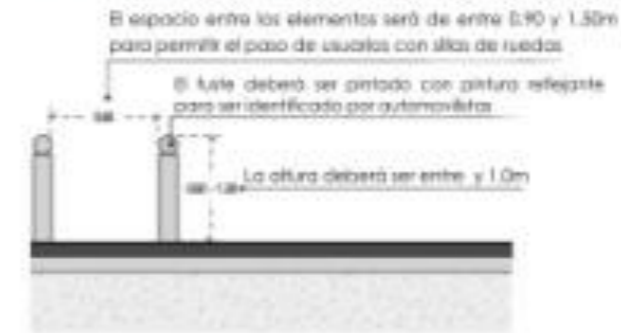 El espacio entre los elementos será de entre 0.90 y 1.50m
para permitir el paso de usuarios con sillas de ruedas
El fuste deberá ser pintado con pintura reflejante
para ser identificado por automovilistas
La altura deberá ser entre y 1.0m